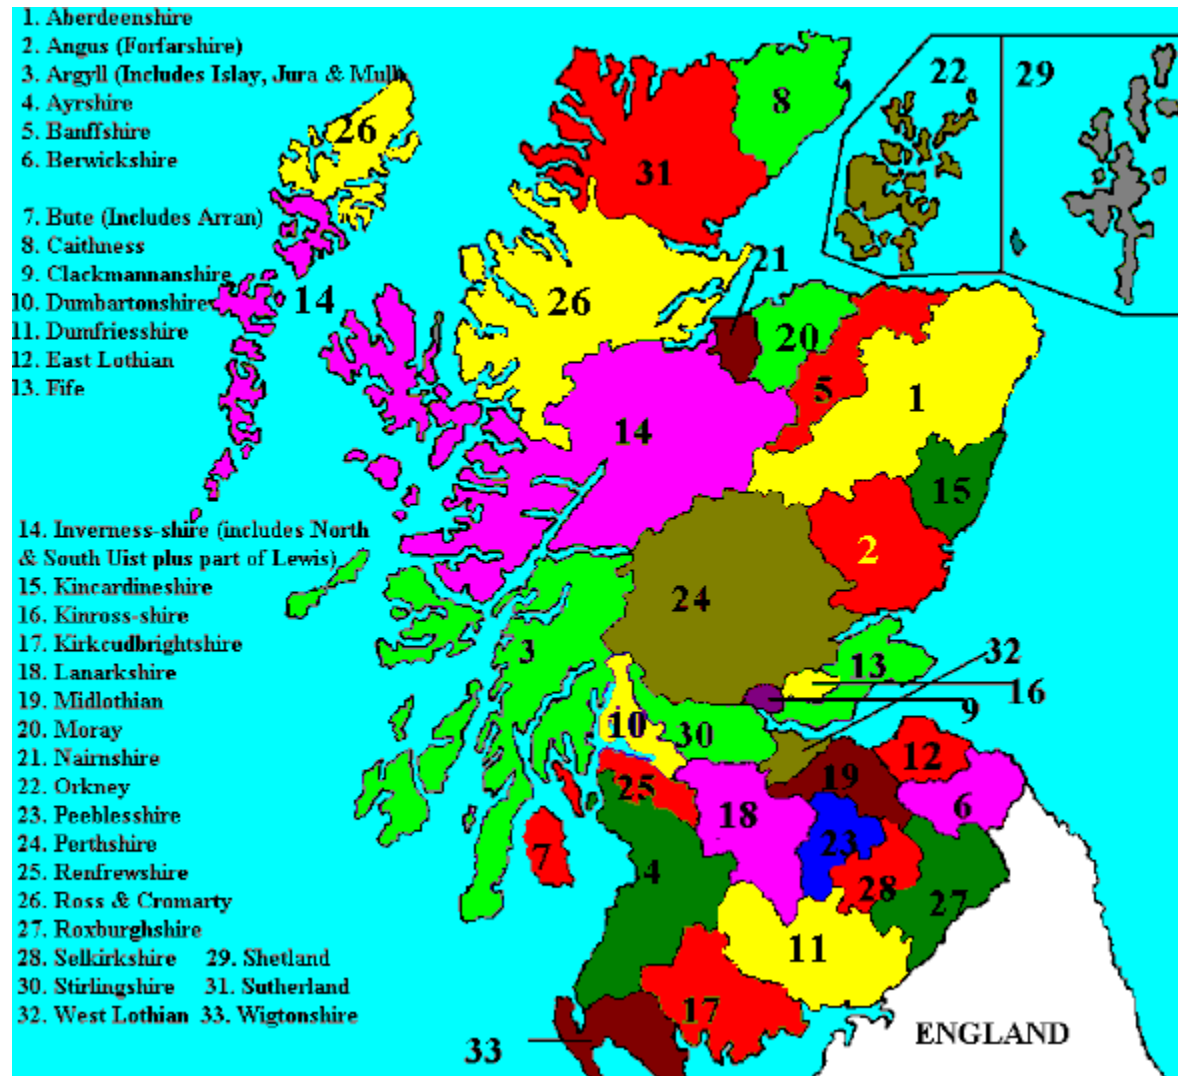 1. Aberdeenshire
2. Angus (Forfarshire)
3. Argyll (Includes Islay, Jura & Mull)
4. Ayrshire
5. Banffshire
6. Berwickshire
7. Bute (Includes Arran)
8. Caithness
9. Clackmannanshire
10. Dumbartonshire
11. Dumfriesshire
12. East Lothian
13. Fife
14. Inverness-shire (includes North
& South Uist plus part of Lewis)
15. Kincardineshire
16. Kinross-shire
17. Kirkcudbrightshire
18. Lanarkshire
19. Midlothian
20. Moray
21. Nairnshire
22. Orkney
23. Peeblesshire
24. Perthshire
25. Renfrewshire
26. Ross & Cromarty
27. Roxburghshire
28. Selkirkshire 29. Shetland
30. Stirlingshire 31. Sutherland
32. West Lothian 33. Wigtonshire
22
29
8
26
31
21
14
26
20
5
1
14
15
2
24
3
13
32
16
9
10
30
12
25
19
18
6
23
7
4
28
27
11
17
33
ENGLAND